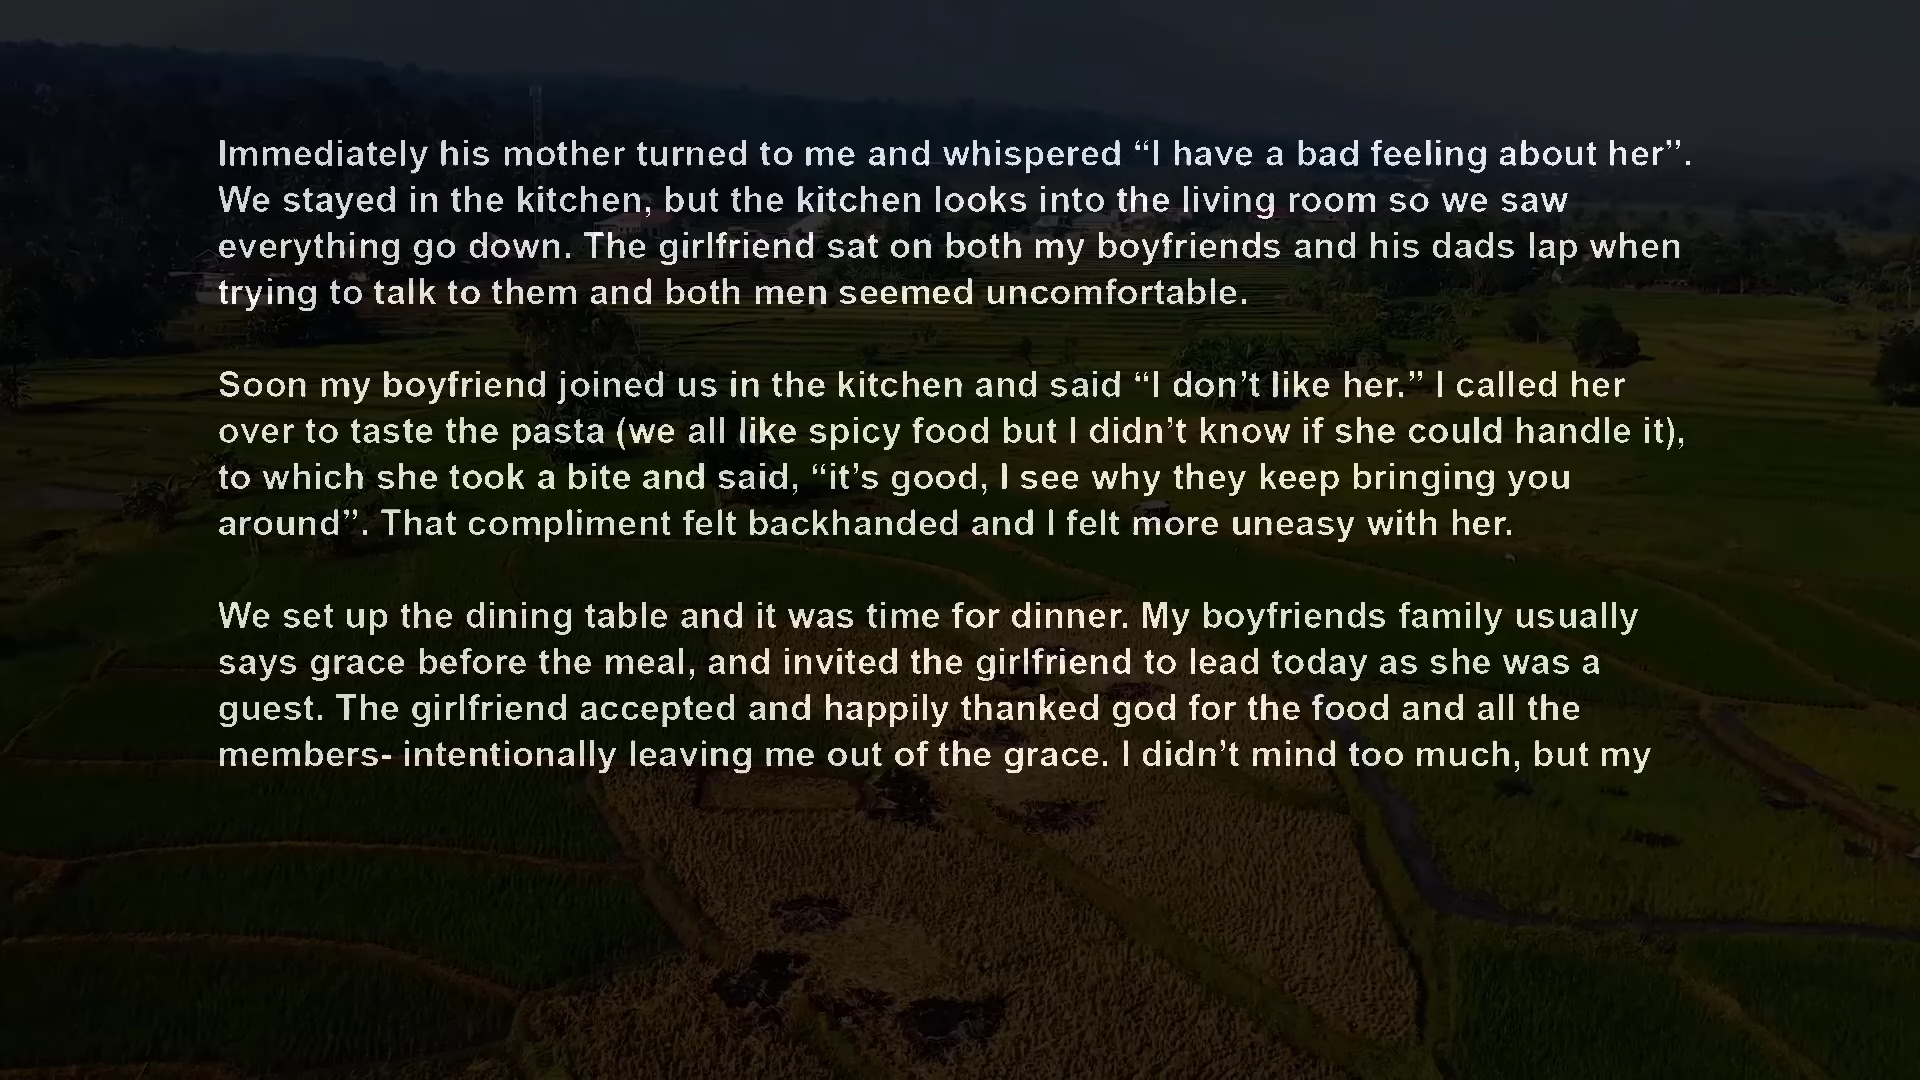 Immediately his mother turned to me and whispered “I have a bad feeling about her”.
We stayed in the kitchen, but the kitchen looks into the living room so we saw
everything go down. The girlfriend sat on both my boyfriends and his dads lap when
trying to talk to them and both men seemed uncomfortable.
Soon my boyfriend joined us in the kitchen and said “I don’t like her.” I called her
over to taste the pasta (we all like spicy food but I didn’t know if she could handle it),
to which she took a bite and said, “it’s good, I see why they keep bringing you
around”. That compliment felt backhanded and I felt more uneasy with her.
We set up the dining table and it was time for dinner. My boyfriends family usually
says grace before the meal, and invited the girlfriend to lead today as she was a
guest. The girlfriend accepted and happily thanked god for the food and all the
members- intentionally leaving me out of the grace. I didn’t mind too much, but my